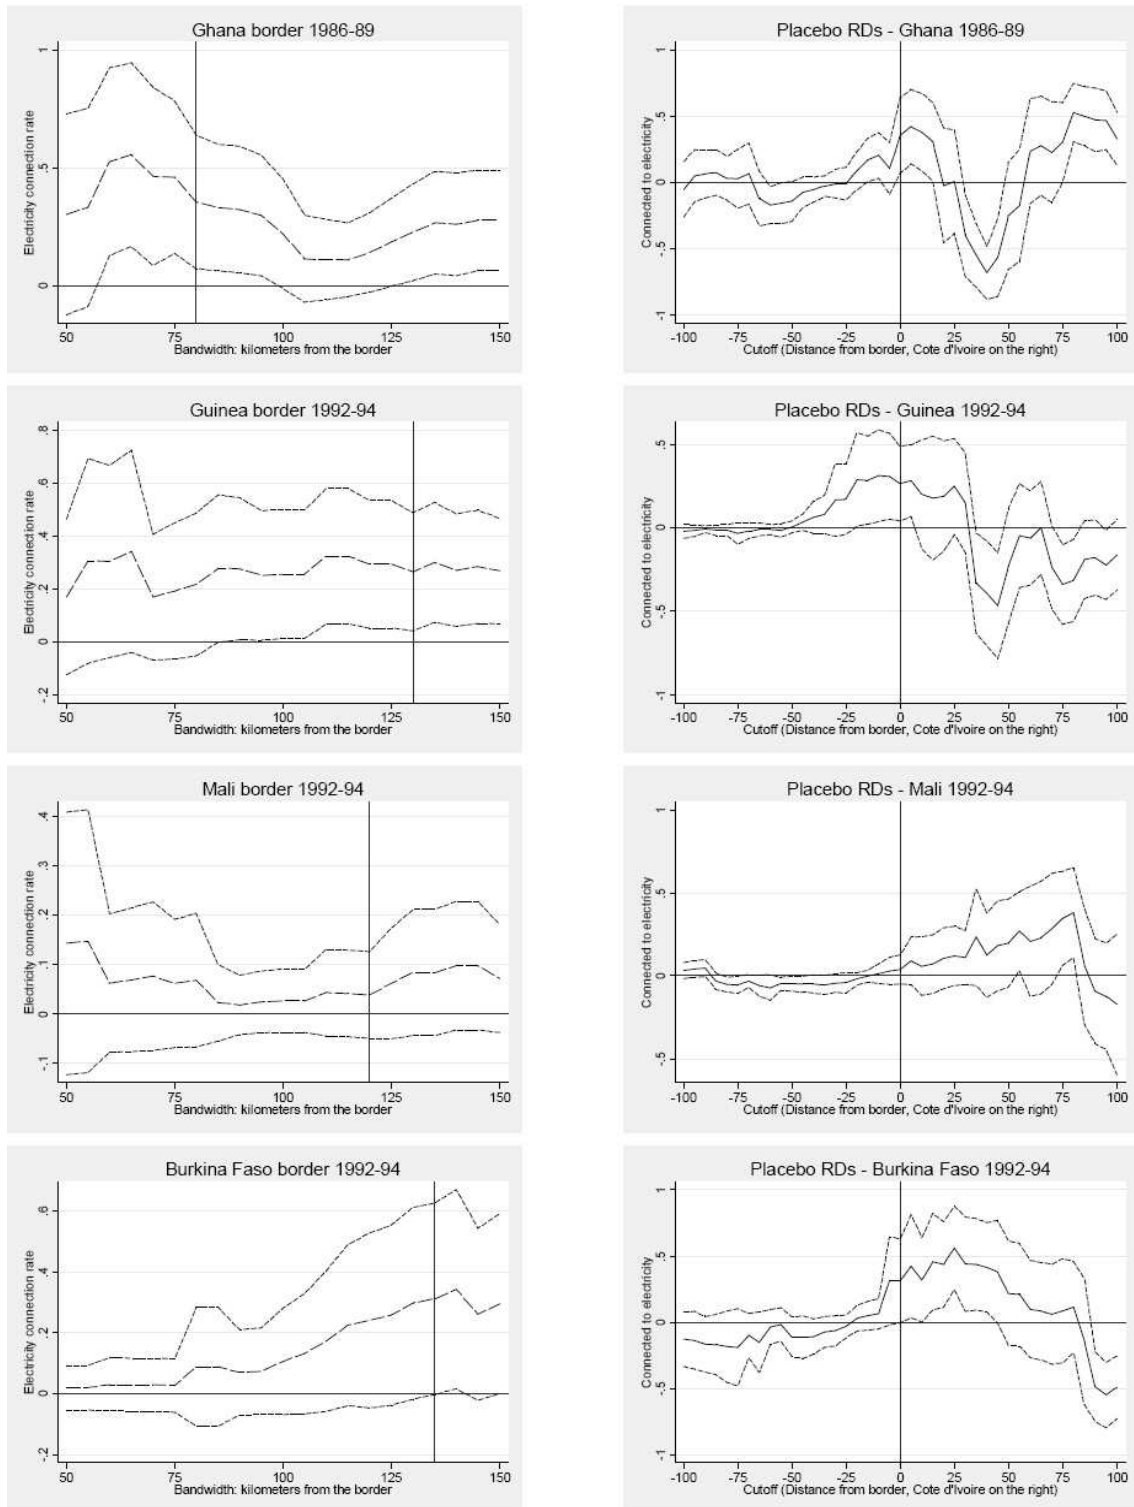 Ghana border 1986-89
Electricity connection rate
1
.5
0
50 75 100 125 150
Bandwidth: kilometers from the border
Placebo RDs - Ghana 1986-89
Connected to electricity
1
.5
0
-.5
-1
-100 -75 -50 -25 0 25 50 75 100
Cutoff (Distance from border, Cote d'Ivoire on the right)
Guinea border 1992-94
Electricity connection rate
.8
.6
.4
.2
0
-.2
50 75 100 125 150
Bandwidth: kilometers from the border
Placebo RDs - Guinea 1992-94
Connected to electricity
.5
0
-.5
-1
-100 -75 -50 -25 0 25 50 75 100
Cutoff (Distance from border, Cote d'Ivoire on the right)
Mali border 1992-94
Electricity connection rate
.4
.3
.2
.1
0
-.1
50 75 100 125 150
Bandwidth: kilometers from the border
Placebo RDs - Mali 1992-94
Connected to electricity
1
.5
0
-.5
-100 -75 -50 -25 0 25 50 75 100
Cutoff (Distance from border, Cote d'Ivoire on the right)
Burkina Faso border 1992-94
Electricity connection rate
.6
.4
.2
0
-.2
50 75 100 125 150
Bandwidth: kilometers from the border
Placebo RDs - Burkina Faso 1992-94
Connected to electricity
1
.5
0
-.5
-1
-100 -75 -50 -25 0 25 50 75 100
Cutoff (Distance from border, Cote d'Ivoire on the right)